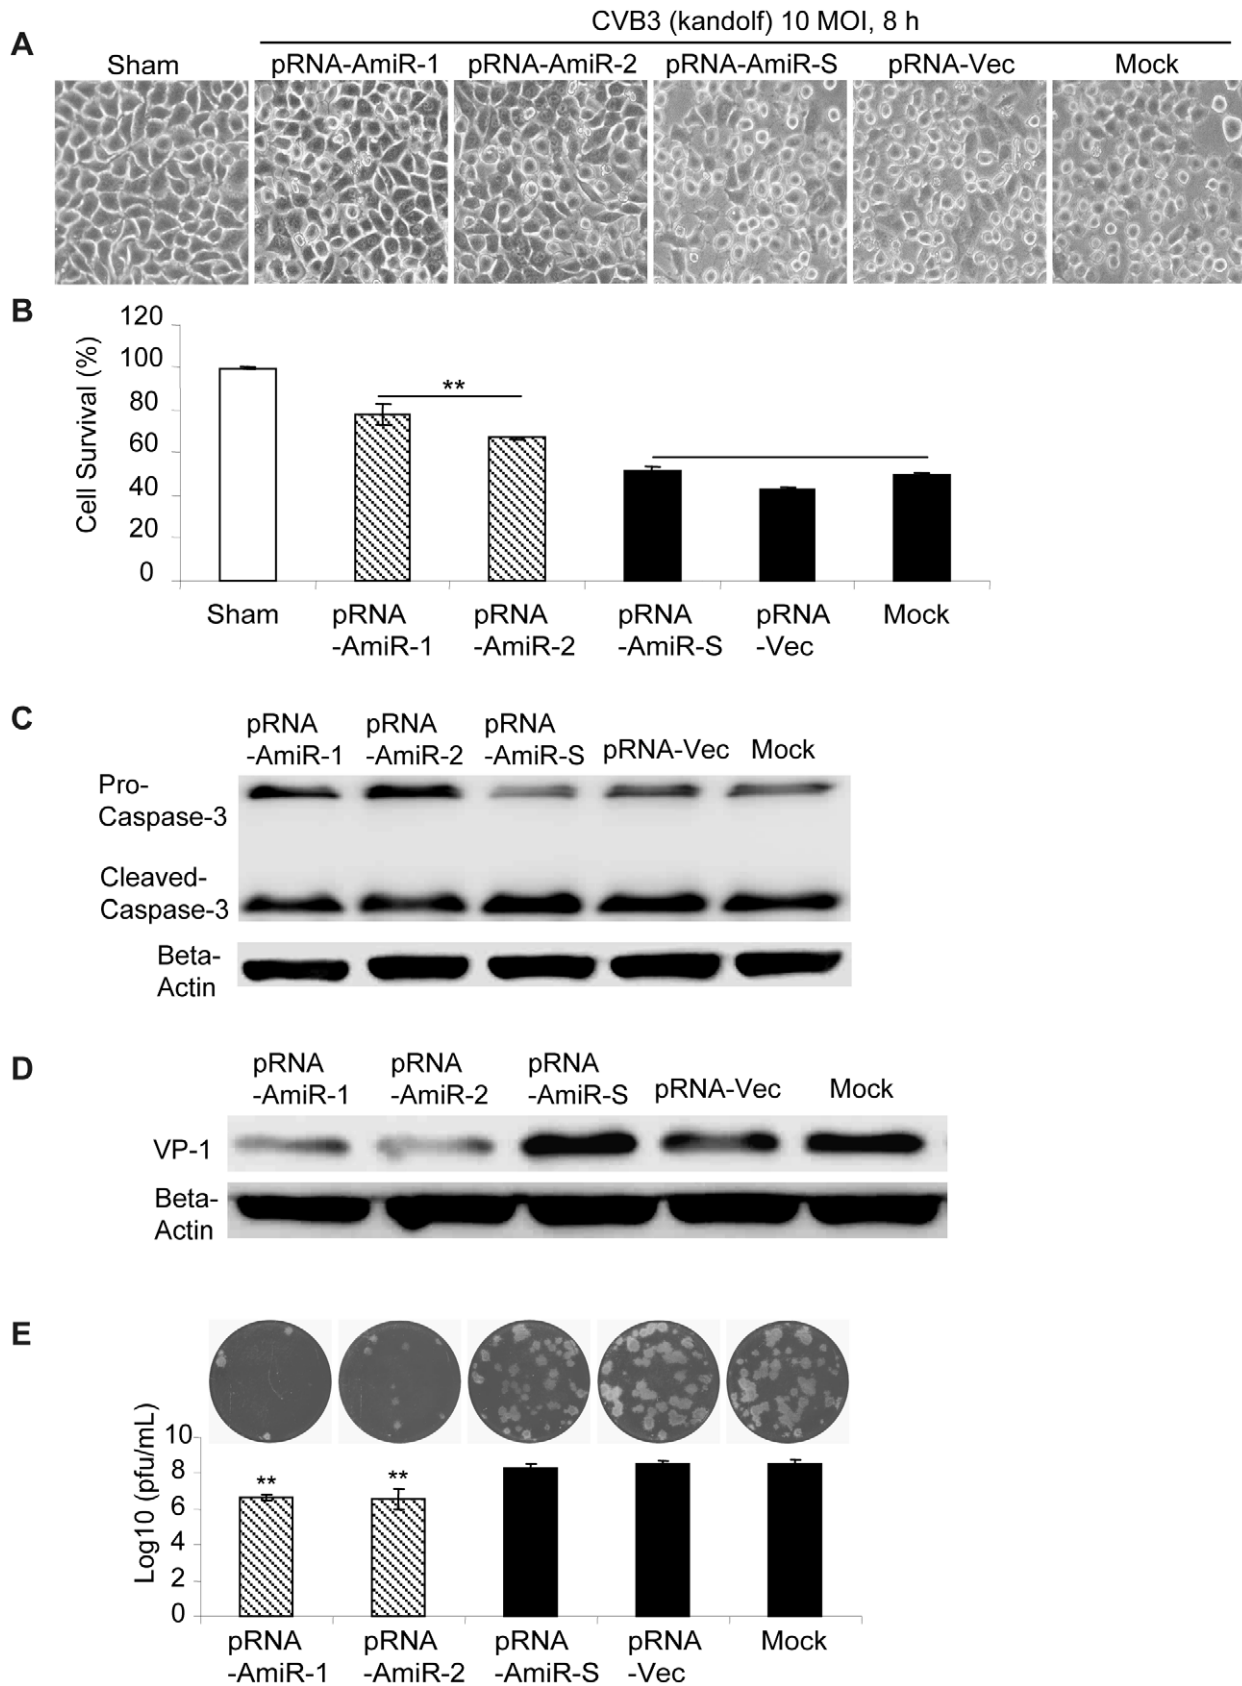 A
CVB3 (kandolf) 10 MOI, 8 h
Sham pRNA-AmiR-1 pRNA-AmiR-2 pRNA-AmiR-S pRNA-Vec Mock
B
Cell Survival (%)
120
100
80
60
40
20
0
**
Sham pRNA pRNA pRNA pRNA Mock
-AmiR-1 -AmiR-2 -AmiR-S -Vec
C
pRNA pRNA pRNA
-AmiR-1 -AmiR-2 -AmiR-S pRNA-Vec Mock
Pro-
Caspase-3
Cleaved-
Caspase-3
Beta-
Actin
D
pRNA pRNA pRNA
-AmiR-1 -AmiR-2 -AmiR-S pRNA-Vec Mock
VP-1
Beta-
Actin
E
Log10 (pfu/mL)
10
8
6
4
2
0
** **
pRNA pRNA pRNA pRNA Mock
-AmiR-1 -AmiR-2 -AmiR-S -Vec